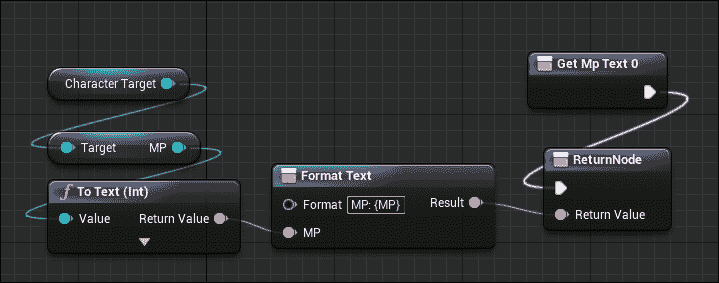 Character Target
Target MP
f To Text (Int)
Value Return Value
Format Text
Format MP: {MP} Result
MP
Get Mp Text 0
ReturnNode
Return Value